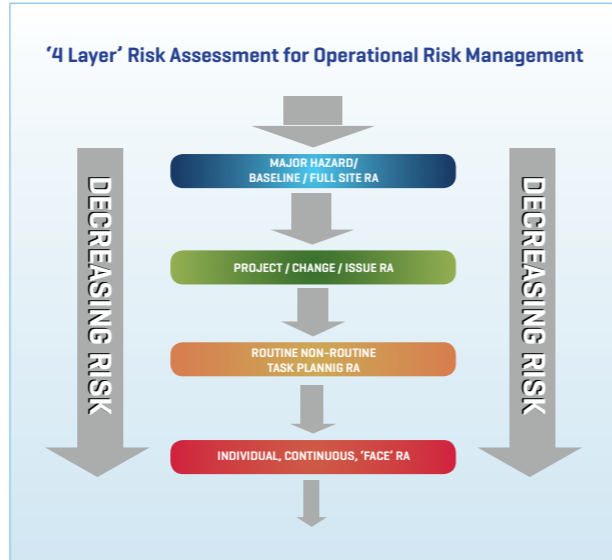 ‘4 Layer’ Risk Assessment for Operational Risk Management
MAJOR HAZARD/
BASELINE / FULL SITE RA
DECREASING RISK
DECREASING RISK
PROJECT / CHANGE / ISSUE RA
ROUTINE NON-ROUTINE
TASK PLANNIG RA
INDIVIDUAL, CONTINUOUS, ‘FACE’ RA